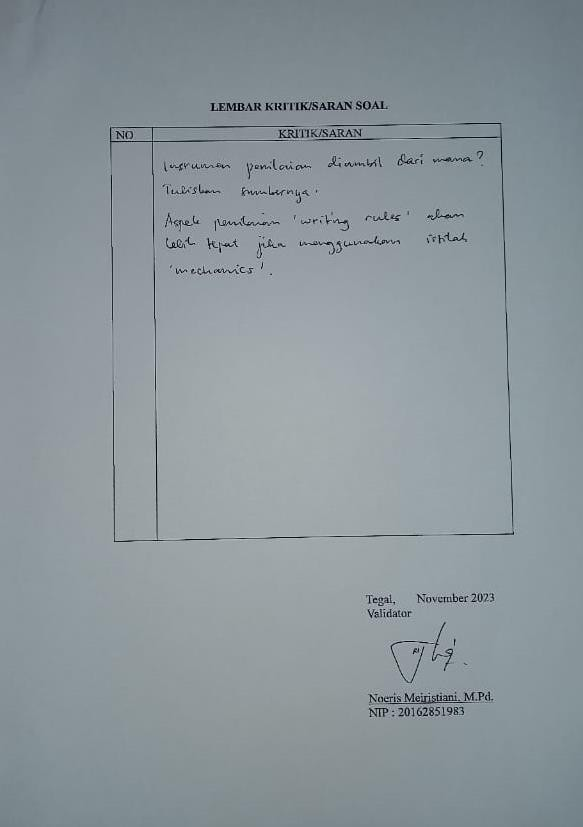 LEMBAR KRITIK/SARAN SOAL
NO
KRITIK/SARAN
Insrumen penilaian diambil dari mana?
Tuliskan sumbernya.
Aspek penilaian 'writing rules' akan
lebih tepat jika menggunakan istilah
'mechanics'.
Tegal, November 2023
Validator
Noeris Meiristiani, M.Pd.
NIP : 20162851983